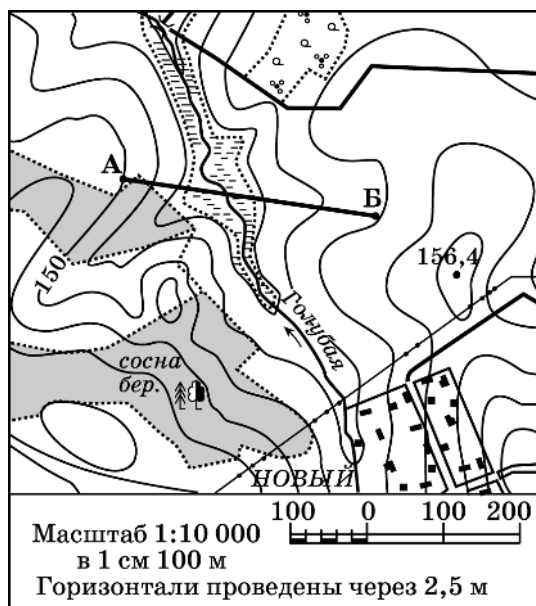 А
Б
150
156,4
Голубая
сосна
бер.
НОВЫЙ
Масштаб 1:10 000
в 1 см 100 м
100 0 100 200
Горизонтали проведены через 2,5 м